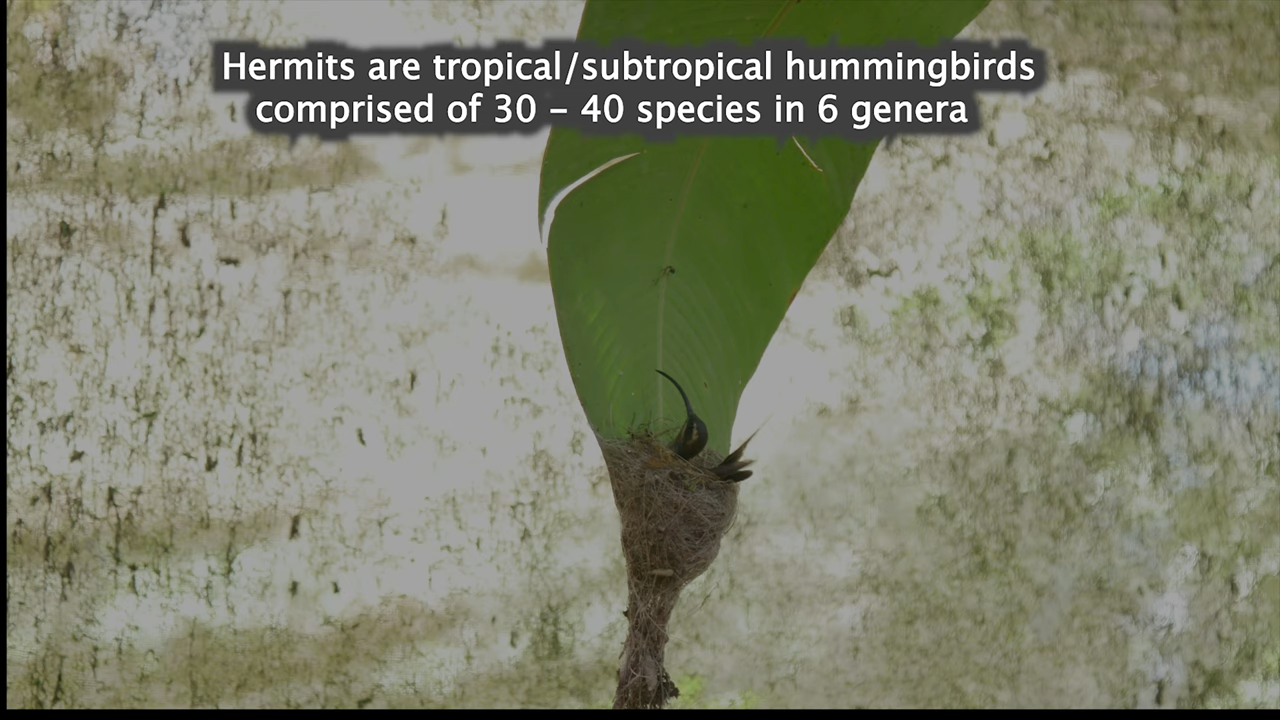 Hermits are tropical/subtropical hummingbirds
comprised of 30 – 40 species in 6 genera